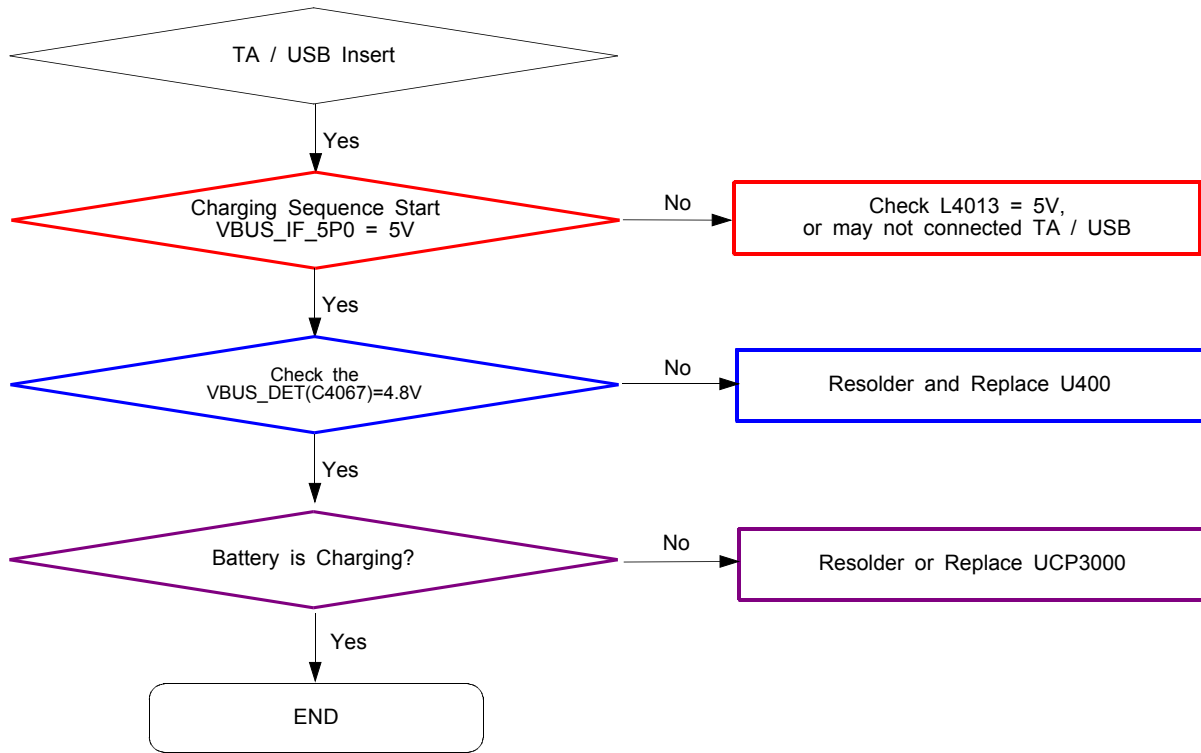 TA / USB Insert
Yes
Charging Sequence Start
VBUS_IF_5P0 = 5V
No
Check L4013 = 5V,
or may not connected TA / USB
Yes
Check the
VBUS_DET(C4067)=4.8V
No
Resolder and Replace U400
Yes
Battery is Charging?
No
Resolder or Replace UCP3000
Yes
END